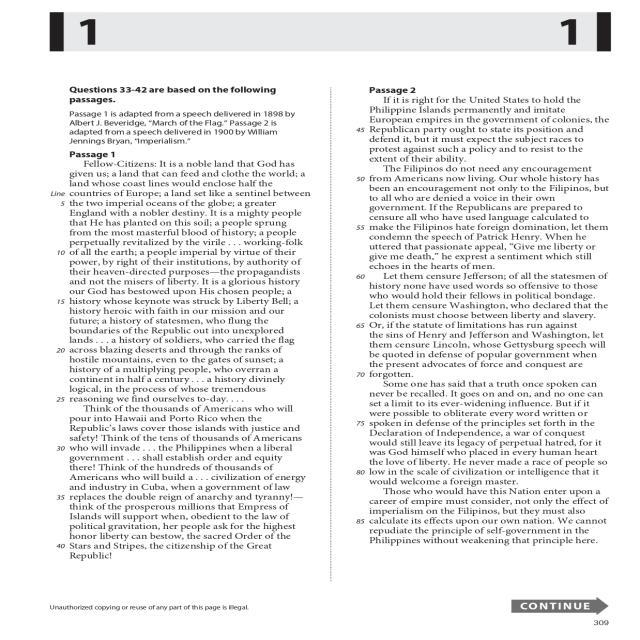 1
1
Questions 33-42 are based on the following
passages.
Passage 1 is adapted from a speech delivered in 1898 by
Albert J. Beveridge, "March of the Flag." Passage 2 is
adapted from a speech delivered in 1900 by William
Jennings Bryan, "Imperialism."
Passage 1
Fellow-Citizens: It is a noble land that God has
given us; a land that can feed and clothe the world; a
land whose coast lines would enclose half the
Line countries of Europe; a land set like a sentinel between
5 the two imperial oceans of the globe; a greater
England with a nobler destiny. It is a mighty people
that He has planted on this soil; a people sprung
from the most masterful blood of history; a people
perpetually revitalized by the virile . . . working-folk
10 of all the earth; a people imperial by virtue of their
power, by right of their institutions, by authority of
their heaven-directed purposes—the propagandists
and not the misers of liberty. It is a glorious history
our God has bestowed upon His chosen people; a
15 history whose keynote was struck by Liberty Bell; a
history heroic with faith in our mission and our
future; a history of statesmen, who flung the
boundaries of the Republic out into unexplored
lands . . . a history of soldiers, who carried the flag
20 across blazing deserts and through the ranks of
hostile mountains, even to the gates of sunset; a
history of a multiplying people, who overran a
continent in half a century . . . a history divinely
logical, in the process of whose tremendous
25 reasoning we find ourselves to-day. . . .
Think of the thousands of Americans who will
pour into Hawaii and Porto Rico when the
Republic's laws cover those islands with justice and
safety! Think of the tens of thousands of Americans
30 who will invade . . . the Philippines when a liberal
government . . . shall establish order and equity
there! Think of the hundreds of thousands of
Americans who will build a . . . civilization of energy
and industry in Cuba, when a government of law
35 replaces the double reign of anarchy and tyranny!—
think of the prosperous millions that Empress of
Islands will support when, obedient to the law of
political gravitation, her people ask for the highest
honor liberty can bestow, the sacred Order of the
40 Stars and Stripes, the citizenship of the Great
Republic!
Passage 2
If it is right for the United States to hold the
Philippine Islands permanently and imitate
European empires in the government of colonies, the
45 Republican party ought to state its position and
defend it, but it must expect the subject races to
protest against such a policy and to resist to the
extent of their ability.
The Filipinos do not need any encouragement
50 from Americans now living. Our whole history has
been an encouragement not only to the Filipinos, but
to all who are denied a voice in their own
government. If the Republicans are prepared to
censure all who have used language calculated to
55 make the Filipinos hate foreign domination, let them
condemn the speech of Patrick Henry. When he
uttered that passionate appeal, "Give me liberty or
give me death," he exprest a sentiment which still
echoes in the hearts of men.
60 Let them censure Jefferson; of all the statesmen of
history none have used words so offensive to those
who would hold their fellows in political bondage.
Let them censure Washington, who declared that the
colonists must choose between liberty and slavery.
65 Or, if the statute of limitations has run against
the sins of Henry and Jefferson and Washington, let
them censure Lincoln, whose Gettysburg speech will
be quoted in defense of popular government when
the present advocates of force and conquest are
70 forgotten.
Some one has said that a truth once spoken can
never be recalled. It goes on and on, and no one can
set a limit to its ever-widening influence. But if it
were possible to obliterate every word written or
75 spoken in defense of the principles set forth in the
Declaration of Independence, a war of conquest
would still leave its legacy of perpetual hatred, for it
was God himself who placed in every human heart
the love of liberty. He never made a race of people so
80 low in the scale of civilization or intelligence that it
would welcome a foreign master.
Those who would have this Nation enter upon a
career of empire must consider, not only the effect of
imperialism on the Filipinos, but they must also
85 calculate its effects upon our own nation. We cannot
repudiate the principle of self-government in the
Philippines without weakening that principle here.
Unauthorized copying or reuse of any part of this page is illegal.
CONTINUE
309